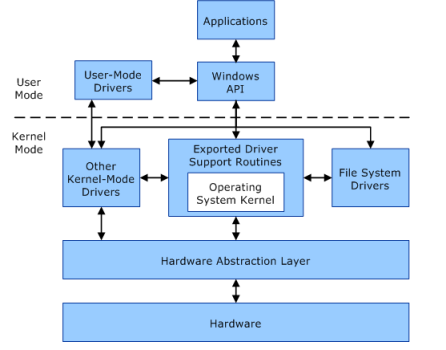 Applications
User-Mode
Drivers
Windows
API
User
Mode
Kernel
Mode
Other
Kernel-Mode
Drivers
Exported Driver
Support Routines
Operating
System Kernel
File System
Drivers
Hardware Abstraction Layer
Hardware